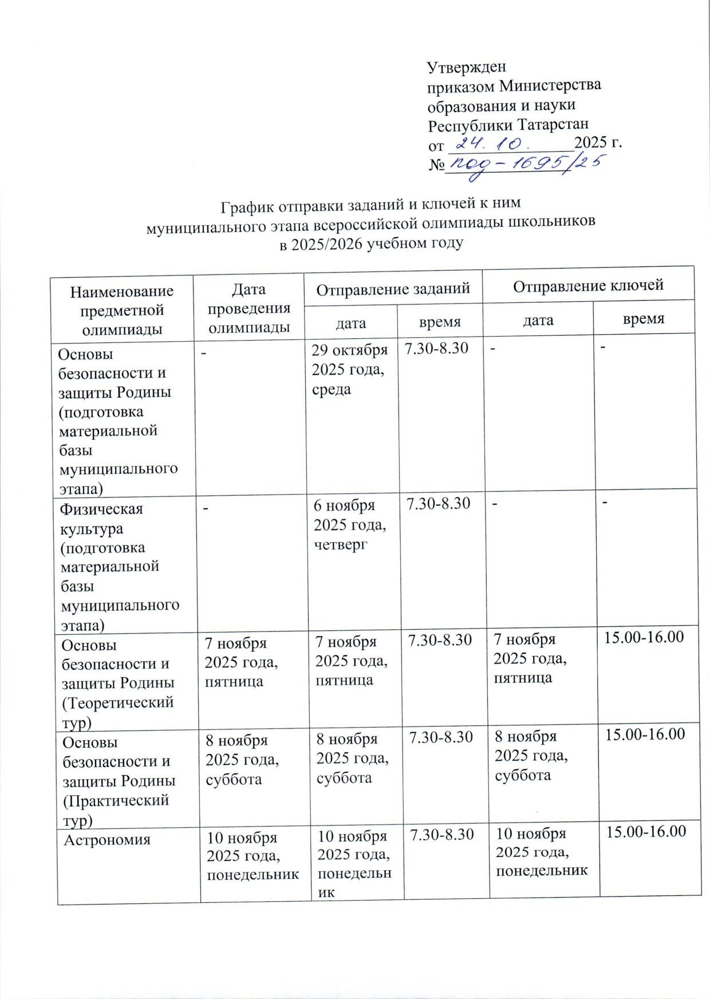 Утвержден
приказом Министерства
образования и науки
Республики Татарстан
от 24. 10. 2025 г.
№ под – 1695/25
График отправки заданий и ключей к ним
муниципального этапа всероссийской олимпиады школьников
в 2025/2026 учебном году
Наименование
предметной
олимпиады
Дата
проведения
олимпиады
Отправление заданий
Отправление ключей
дата
время
дата
время
Основы
безопасности и
защиты Родины
(подготовка
материальной
базы
муниципального
этапа)
-
29 октября
2025 года,
среда
7.30-8.30
-
-
Физическая
культура
(подготовка
материальной
базы
муниципального
этапа)
-
6 ноября
2025 года,
четверг
7.30-8.30
-
-
Основы
безопасности и
защиты Родины
(Теоретический
тур)
7 ноября
2025 года,
пятница
7 ноября
2025 года,
пятница
7.30-8.30
7 ноября
2025 года,
пятница
15.00-16.00
Основы
безопасности и
защиты Родины
(Практический
тур)
8 ноября
2025 года,
суббота
8 ноября
2025 года,
суббота
7.30-8.30
8 ноября
2025 года,
суббота
15.00-16.00
Астрономия
10 ноября
2025 года,
понедельник
10 ноября
2025 года,
понедельн
ик
7.30-8.30
10 ноября
2025 года,
понедельник
15.00-16.00